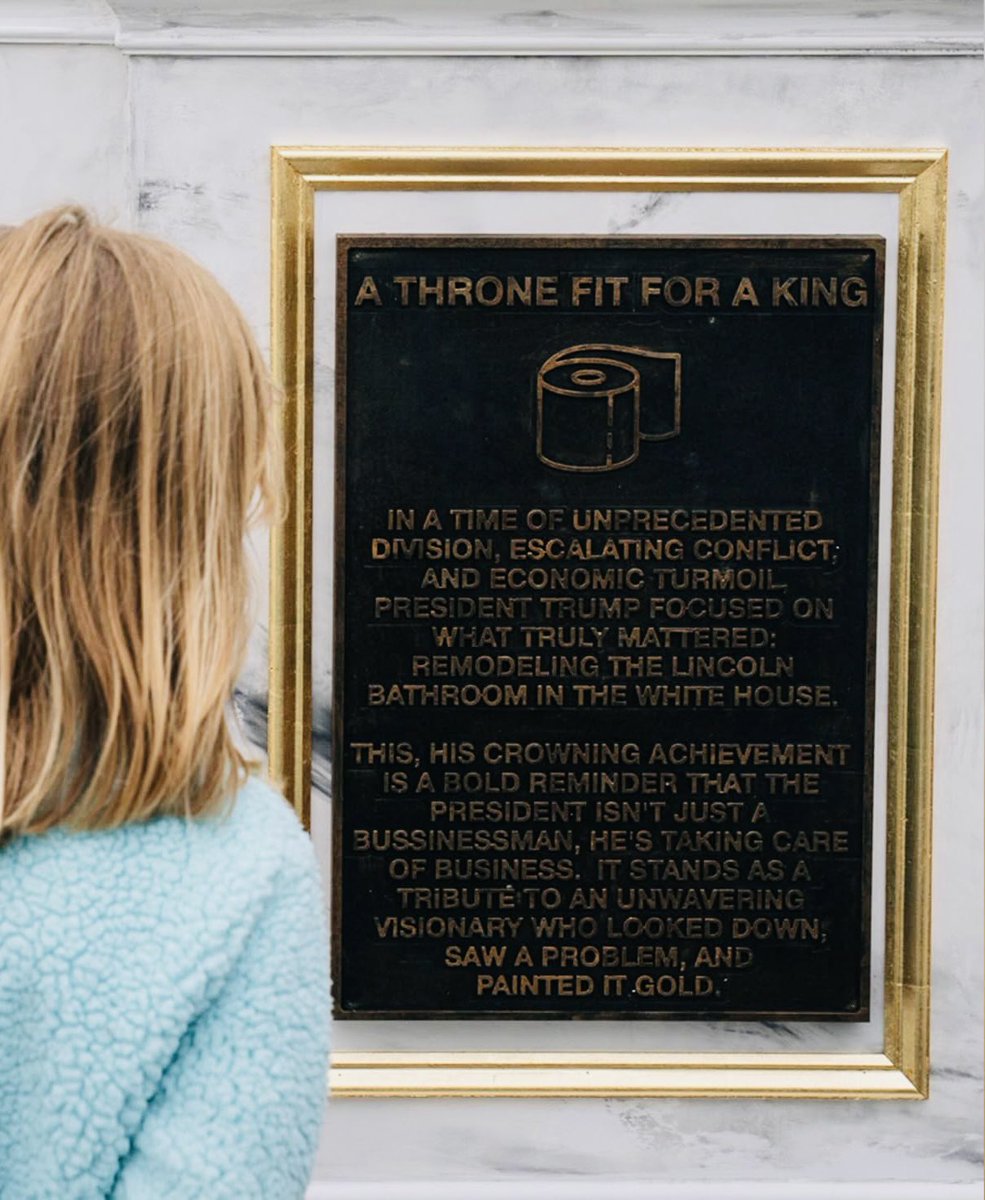 A THRONE FIT FOR A KING
IN A TIME OF UNPRECEDENTED
DIVISION, ESCALATING CONFLICT,
AND ECONOMIC TURMOIL,
PRESIDENT TRUMP FOCUSED ON
WHAT TRULY MATTERED:
REMODELING THE LINCOLN
BATHROOM IN THE WHITE HOUSE.
THIS, HIS CROWNING ACHIEVEMENT
IS A BOLD REMINDER THAT THE
PRESIDENT ISN'T JUST A
BUSSINESSMAN, HE'S TAKING CARE
OF BUSINESS. IT STANDS AS A
TRIBUTE TO AN UNWAVERING
VISIONARY WHO LOOKED DOWN,
SAW A PROBLEM, AND
PAINTED IT GOLD.